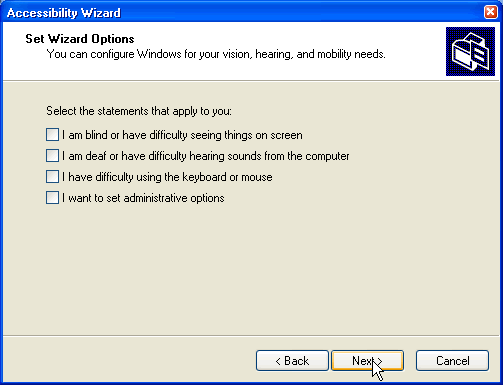 Accessibility Wizard
Set Wizard Options
You can configure Windows for your vision, hearing, and mobility needs.
Select the statements that apply to you:
I am blind or have difficulty seeing things on screen
I am deaf or have difficulty hearing sounds from the computer
I have difficulty using the keyboard or mouse
I want to set administrative options
< Back
Next >
Cancel